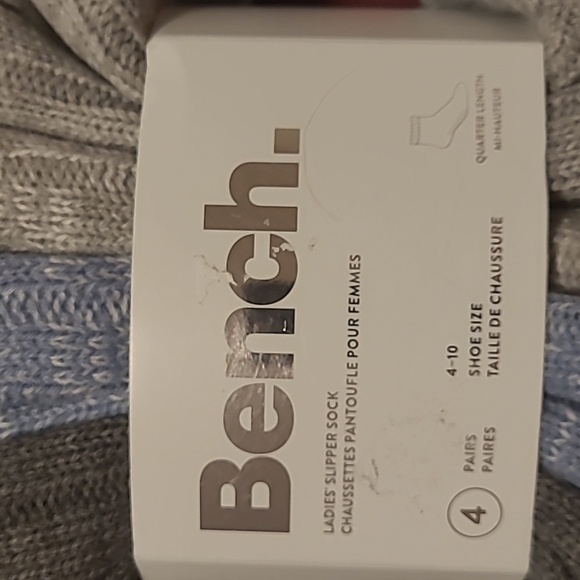 Bench.
LADIES' SLIPPER SOCK
CHAUSSETTES PANTOUFLE POUR FEMMES
QUARTER LENGTH
MI-HAUTEUR
4
PAIRS
PAIRES
4-10
SHOE SIZE
TAILLE DE CHAUSSURE